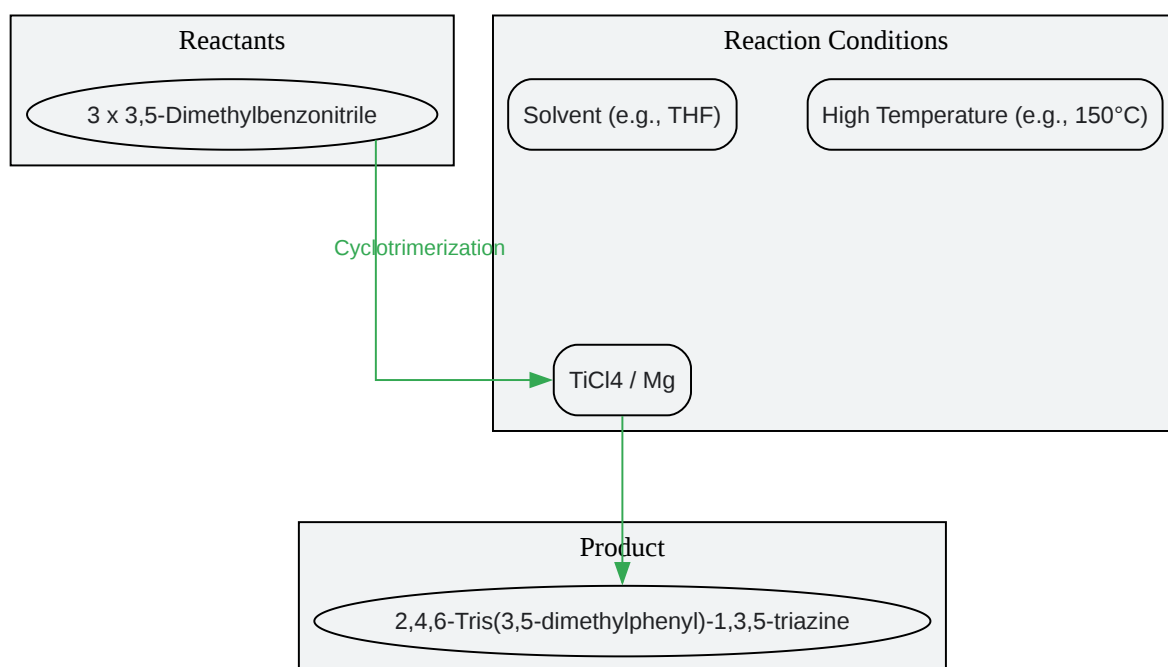 Reactants
3 x 3,5-Dimethylbenzonitrile
Reaction Conditions
Solvent (e.g., THF)
High Temperature (e.g., 150°C)
Cyclotrimerization
TiCl4 / Mg
Product
2,4,6-Tris(3,5-dimethylphenyl)-1,3,5-triazine